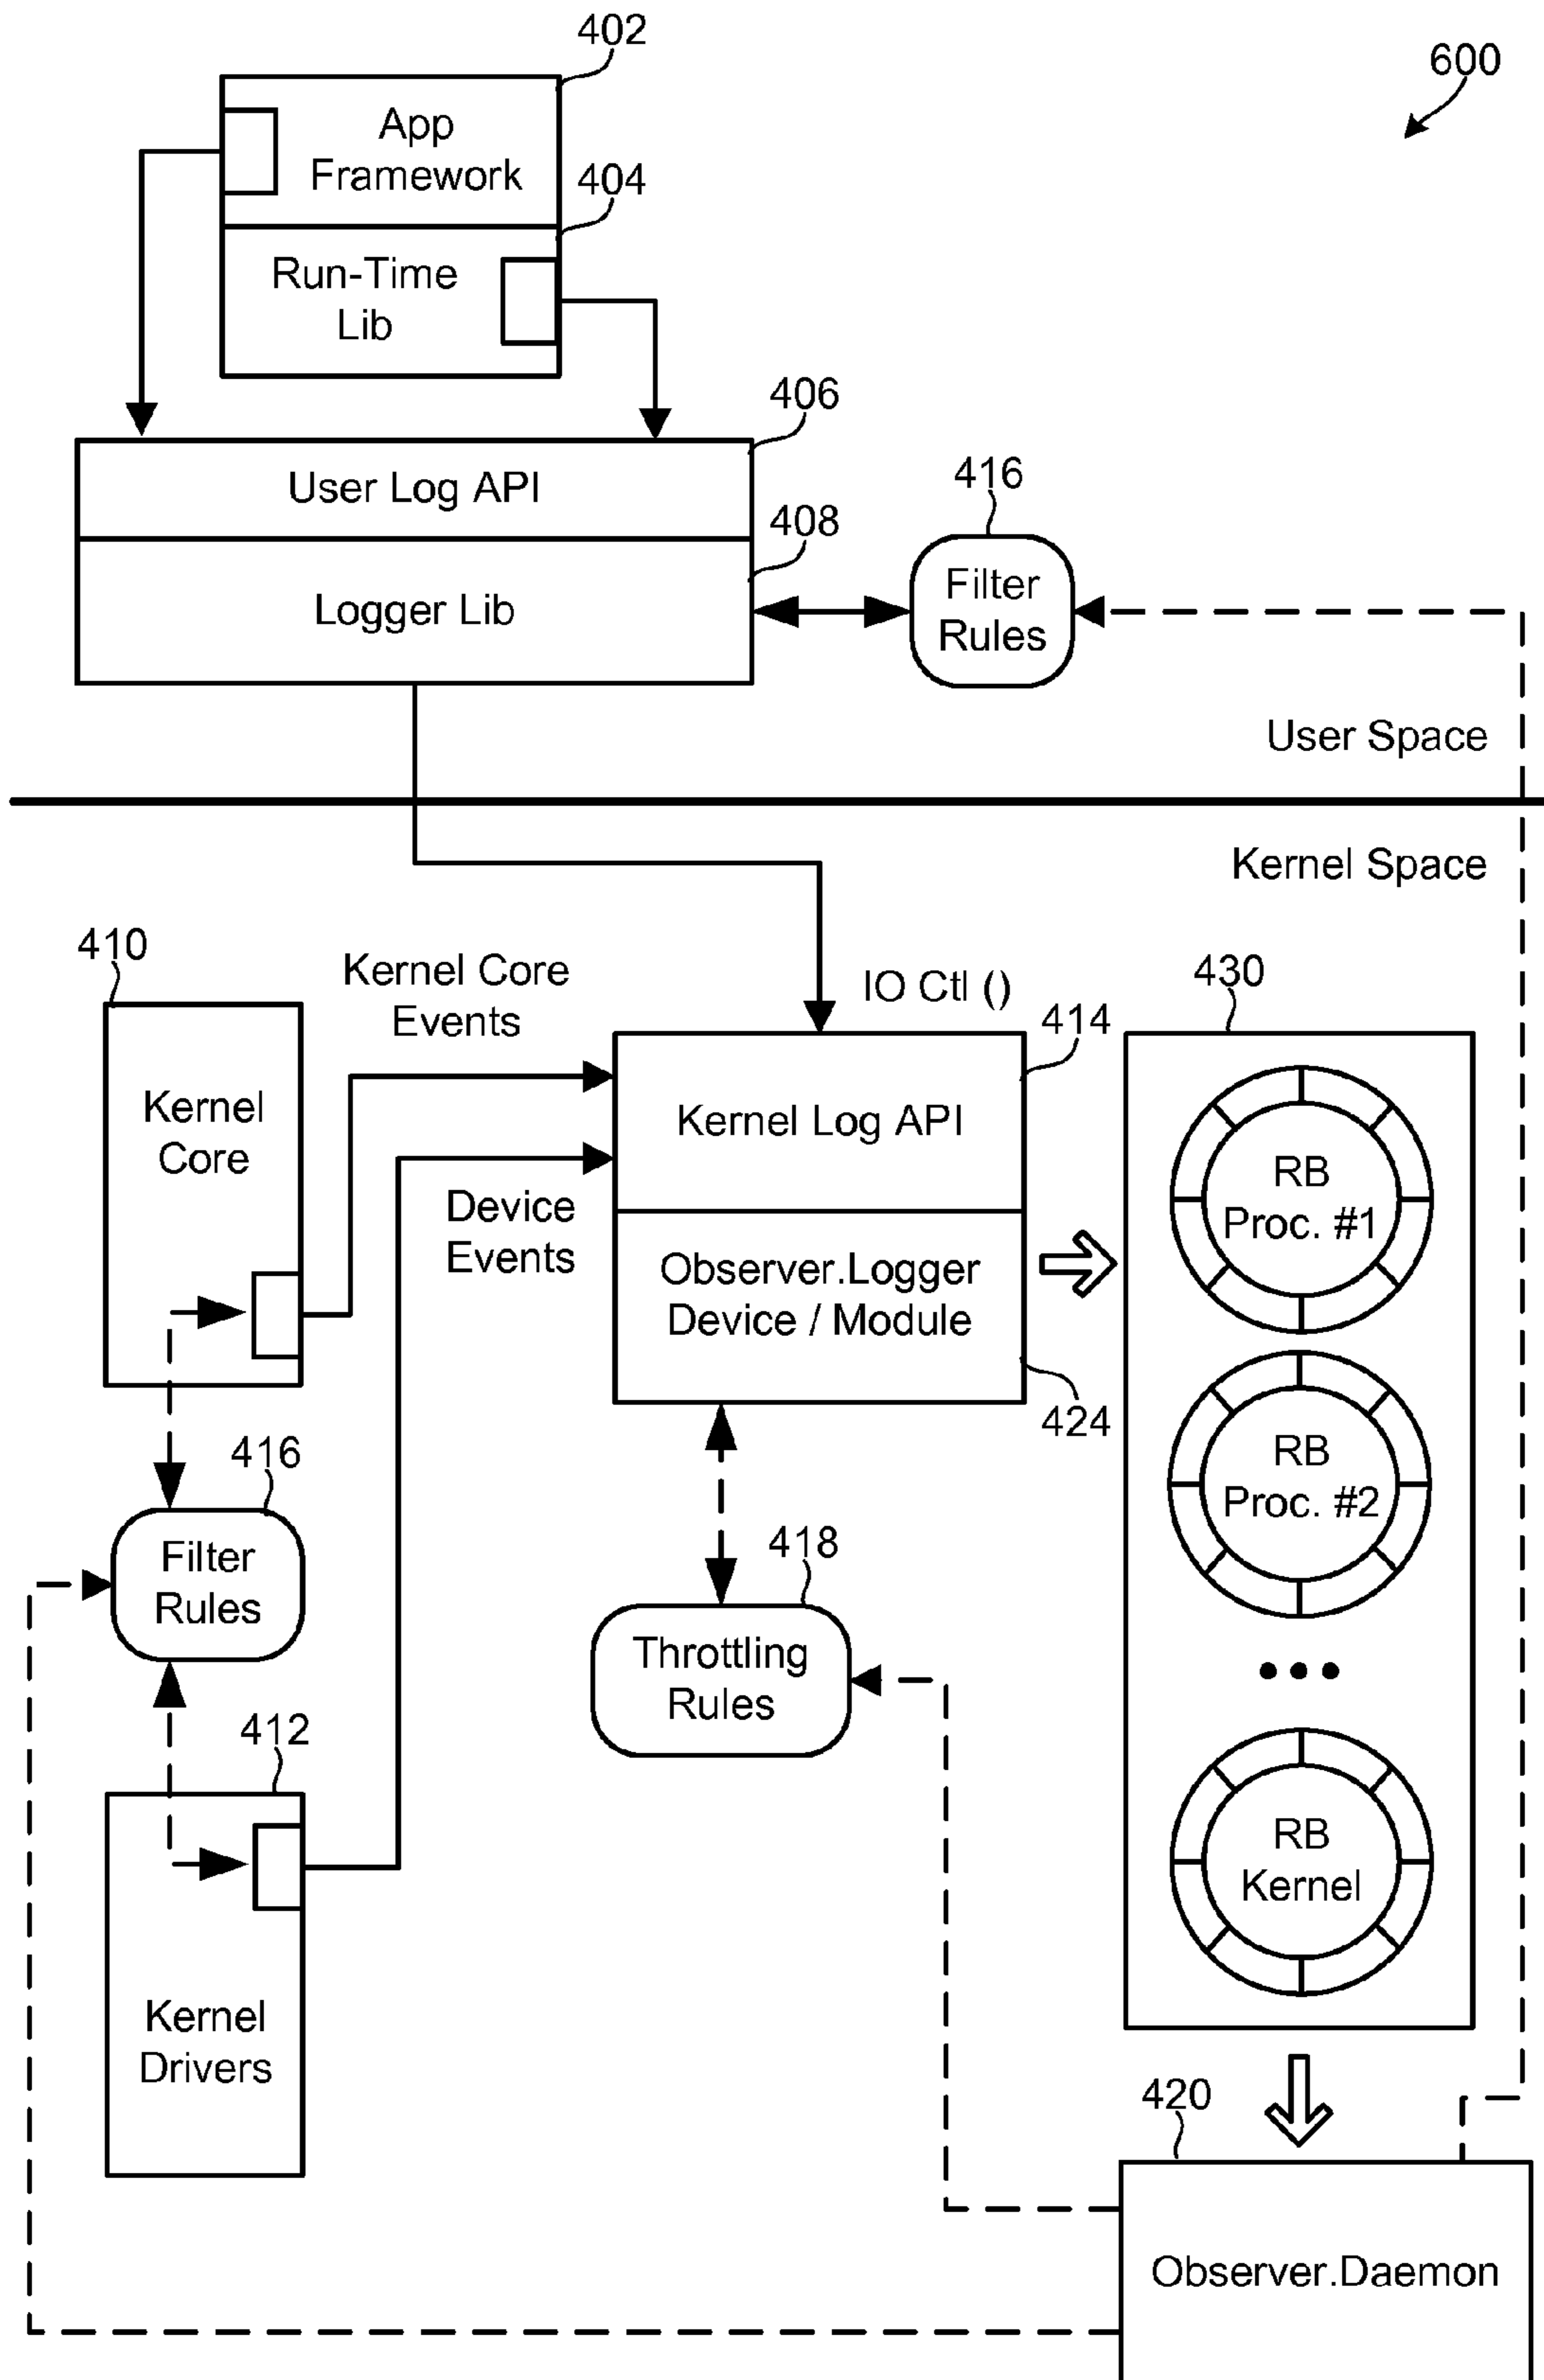 402
600
App
Framework
404
Run-Time
Lib
406
User Log API
416
408
Filter
Rules
Logger Lib
User Space
Kernel Space
410
Kernel Core
Events
IO Ctl ()
430
414
Kernel
Core
Kernel Log API
RB
Proc. #1
Device
Events
Observer.Logger
Device / Module
424
416
RB
Proc. #2
Filter
Rules
418
Throttling
Rules
412
RB
Kernel
Kernel
Drivers
420
Observer.Daemon